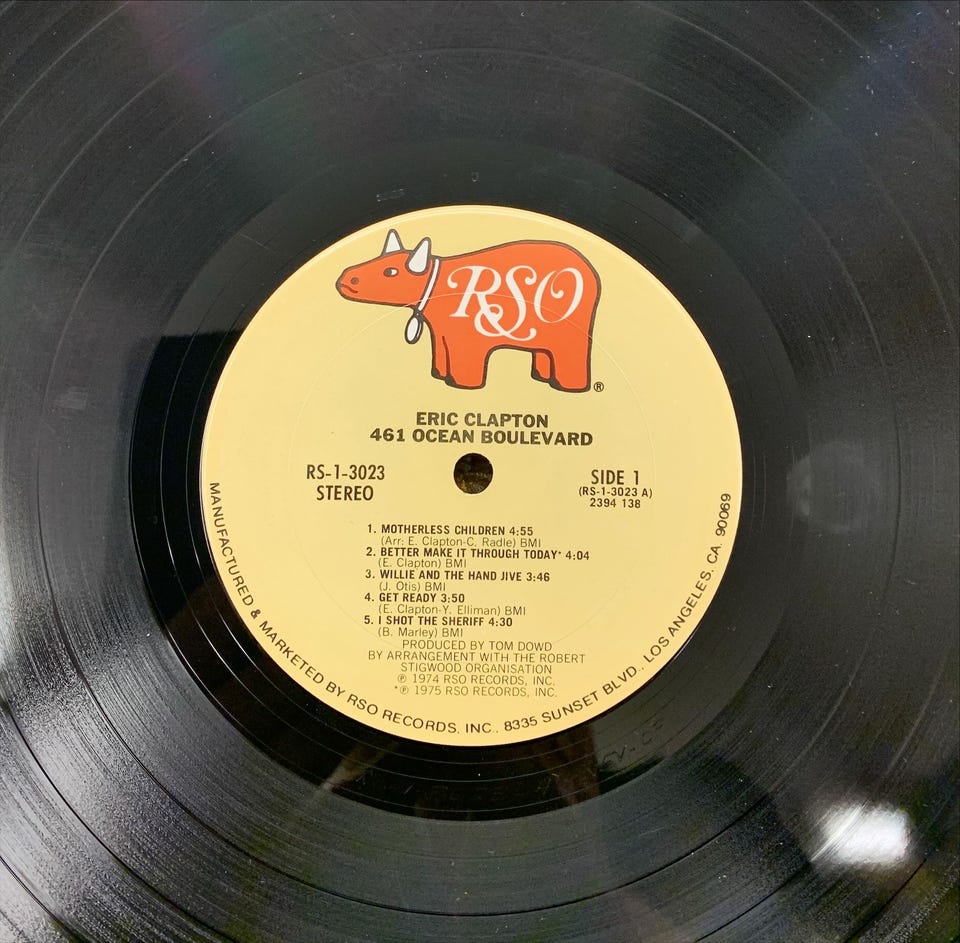 RSO
®
ERIC CLAPTON
461 OCEAN BOULEVARD
RS-1-3023
STEREO
SIDE 1
(RS-1-3023 A)
2394 138
1. MOTHERLESS CHILDREN 4:55
(Arr: E. Clapton-C. Radle) BMI
2. BETTER MAKE IT THROUGH TODAY* 4:04
(E. Clapton) BMI
3. WILLIE AND THE HAND JIVE 3:46
(J. Otis) BMI
4. GET READY 3:50
(E. Clapton-Y. Elliman) BMI
5. I SHOT THE SHERIFF 4:30
(B. Marley) BMI
PRODUCED BY TOM DOWD
BY ARRANGEMENT WITH THE ROBERT
STIGWOOD ORGANISATION
℗ 1974 RSO RECORDS, INC.
*℗ 1975 RSO RECORDS, INC.
MANUFACTURED & MARKETED BY RSO RECORDS, INC., 8335 SUNSET BLVD., LOS ANGELES, CA. 90069